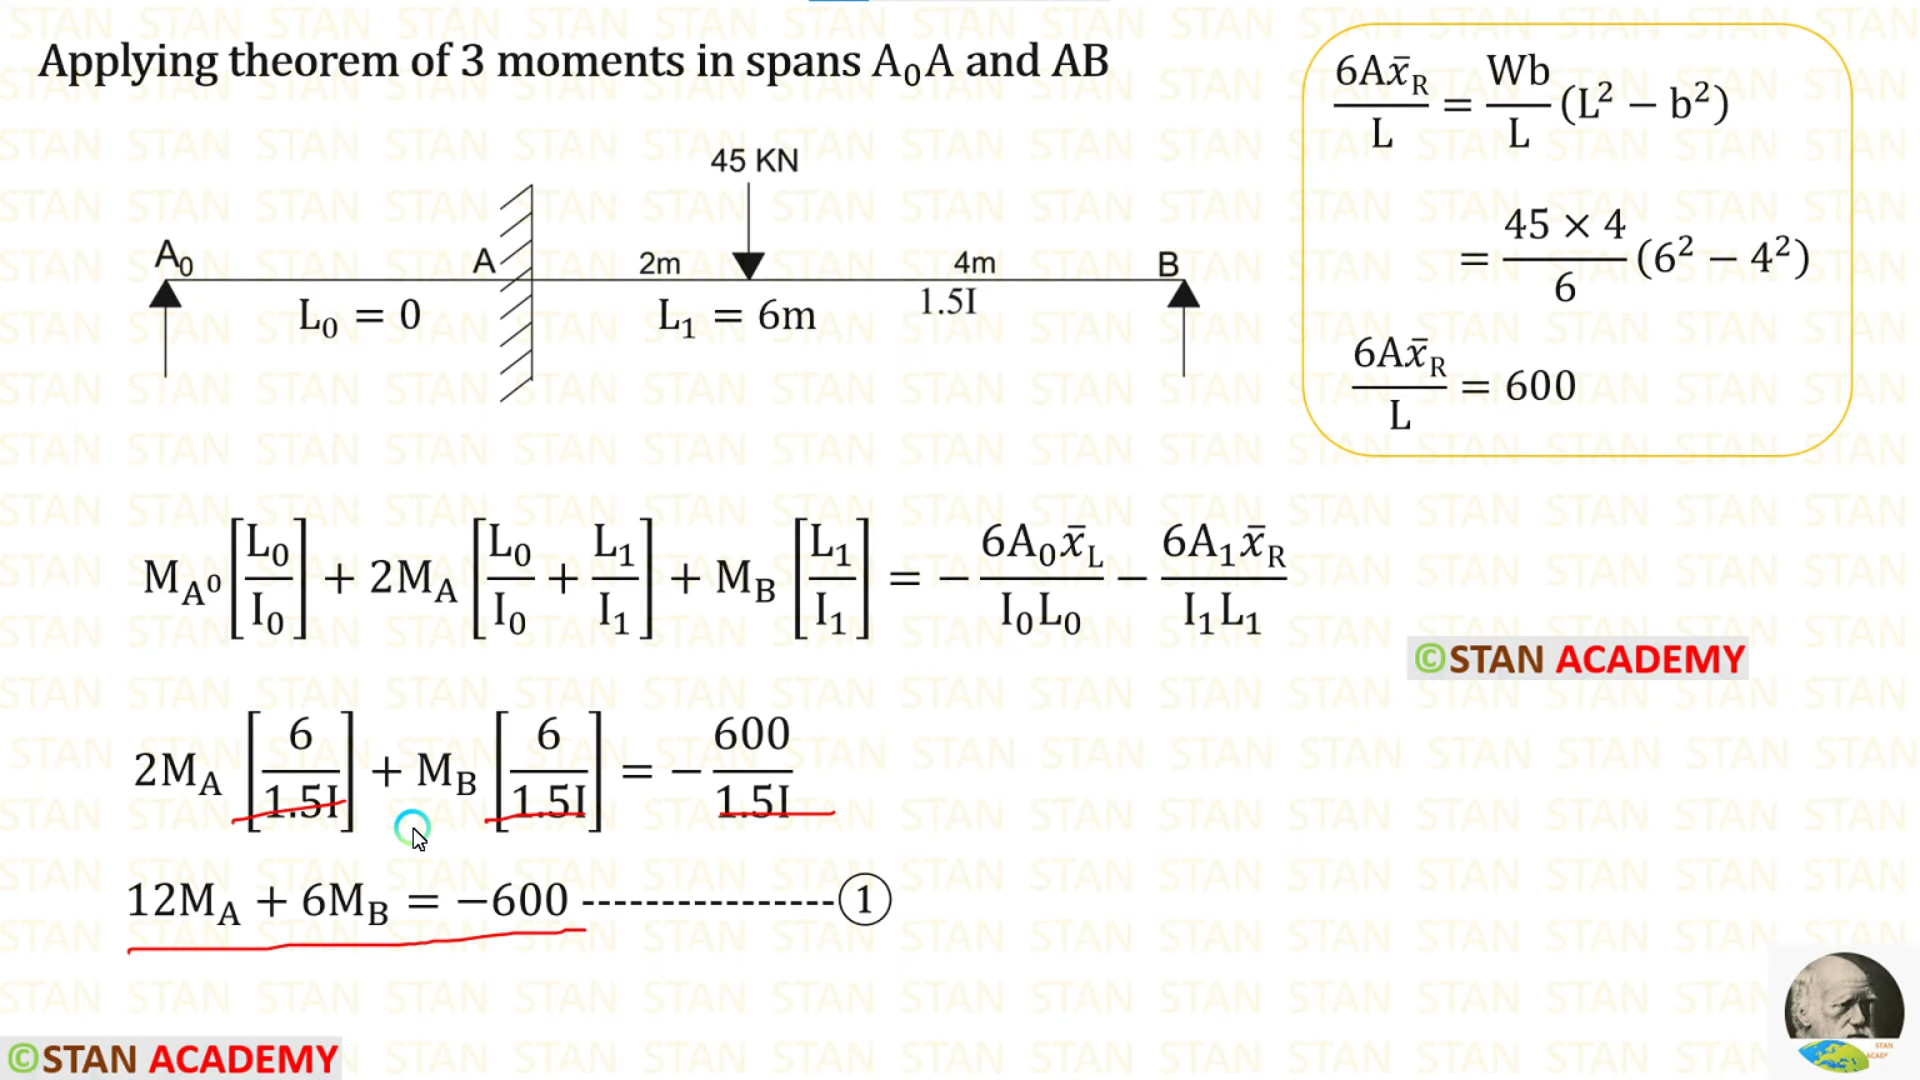 Applying theorem of 3 moments in spans A₀A and AB
45 KN
A₀
A
2m
4m
B
L₀ = 0
L₁ = 6m
1.5I
6Ax̄_R / L = Wb / L (L² − b²)
= 45 × 4 / 6 (6² − 4²)
6Ax̄_R / L = 600
M_A⁰ [L₀ / I₀] + 2M_A [L₀ / I₀ + L₁ / I₁] + M_B [L₁ / I₁] = − 6A₀x̄_L / I₀L₀ − 6A₁x̄_R / I₁L₁
©STAN ACADEMY
2M_A [6 / 1.5I] + M_B [6 / 1.5I] = − 600 / 1.5I
12M_A + 6M_B = −600 ---------------- ①
©STAN ACADEMY